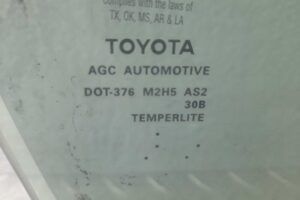 complies with the laws of
TX, OK, MS, AR & LA
TOYOTA
AGC AUTOMOTIVE
DOT-376 M2H5 AS2
30B
TEMPERLITE